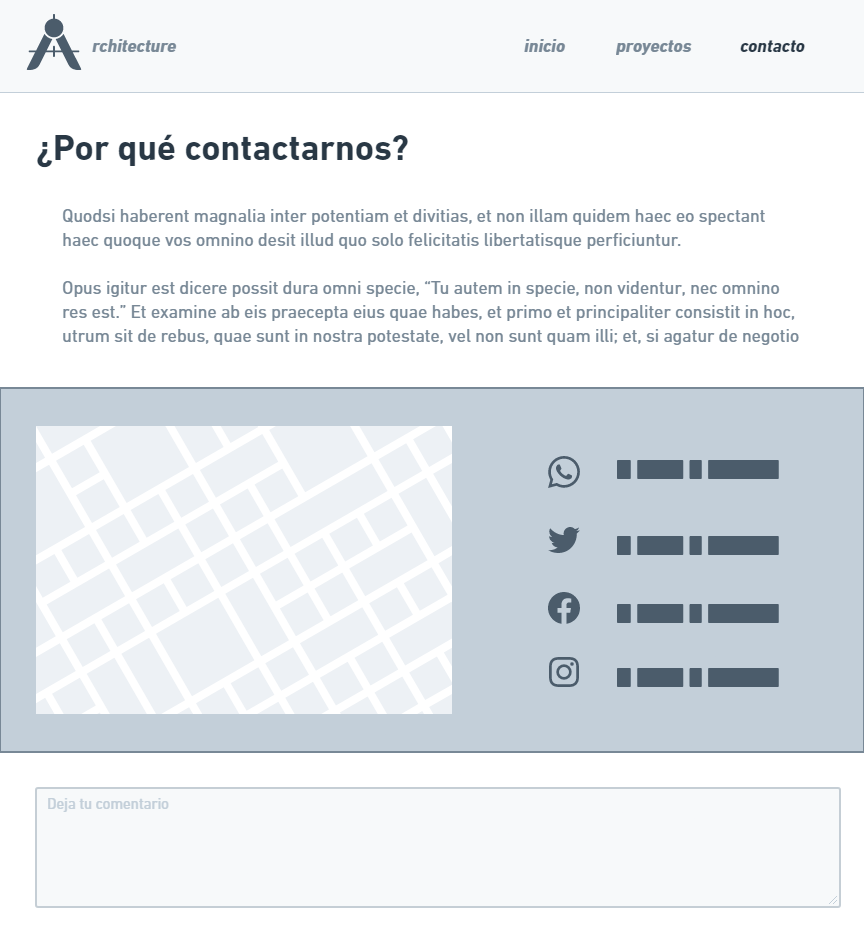 rchitecture inicio proyectos contacto
¿Por qué contactarnos?
Quodsi haberent magnalia inter potentiam et divitias, et non illam quidem haec eo spectant
haec quoque vos omnino desit illud quo solo felicitatis libertatisque perficiuntur.
Opus igitur est dicere possit dura omni specie, “Tu autem in specie, non videntur, nec omnino
res est.” Et examine ab eis praecepta eius quae habes, et primo et principaliter consistit in hoc,
utrum sit de rebus, quae sunt in nostra potestate, vel non sunt quam illi; et, si agatur de negotio
Deja tu comentario